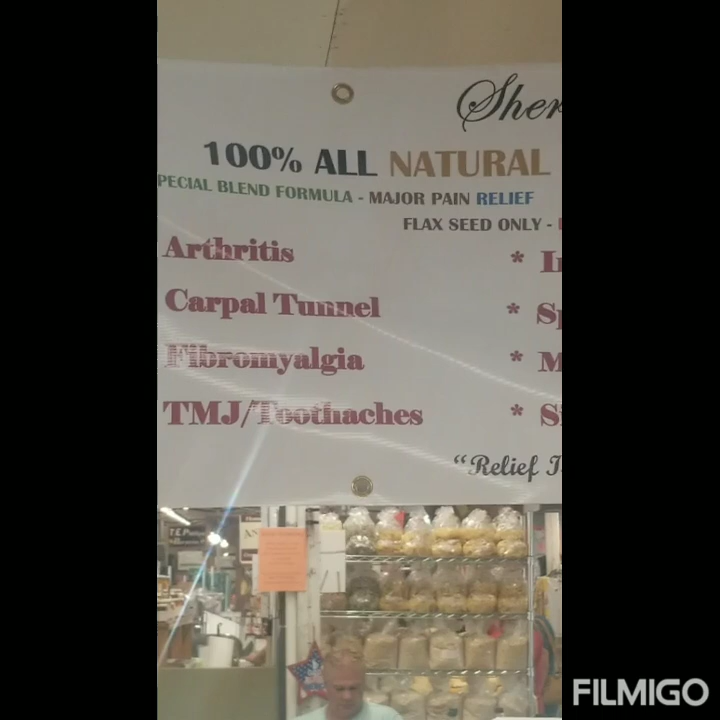 Sher
100% ALL NATURAL
PECIAL BLEND FORMULA - MAJOR PAIN RELIEF
FLAX SEED ONLY -
Arthritis
Carpal Tunnel
Fibromyalgia
TMJ/Toothaches
* I
* Sp
* M
* S
"Relief
FILMIGO